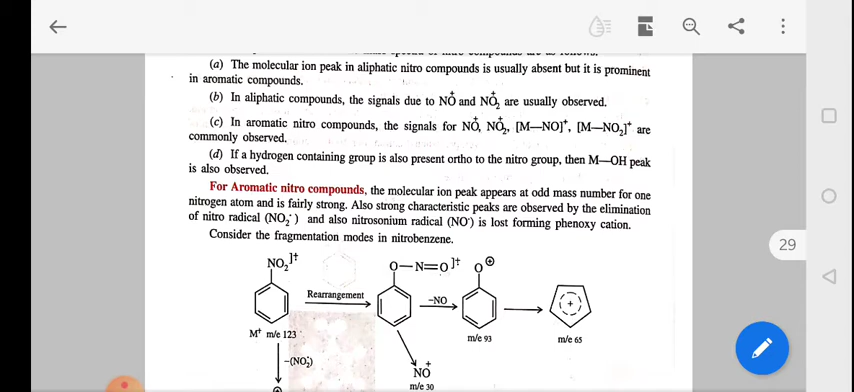 (a) The molecular ion peak in aliphatic nitro compounds is usually absent but it is prominent
in aromatic compounds.
(b) In aliphatic compounds, the signals due to NO⁺ and NO₂⁺ are usually observed.
(c) In aromatic nitro compounds, the signals for NO⁺, NO₂⁺, [M—NO]⁺, [M—NO₂]⁺ are
commonly observed.
(d) If a hydrogen containing group is also present ortho to the nitro group, then M—OH peak
is also observed.
For Aromatic nitro compounds, the molecular ion peak appears at odd mass number for one
nitrogen atom and is fairly strong. Also strong characteristic peaks are observed by the elimination
of nitro radical (NO₂˙) and also nitrosonium radical (NO˙) is lost forming phenoxy cation.
29
Consider the fragmentation modes in nitrobenzene.
NO₂]⁺̇ O—N=O]⁺̇ O⊕
Rearrangement −NO +
M⁺ m/e 123 m/e 93 m/e 65
−(NO₂˙)
NO⁺
m/e 30